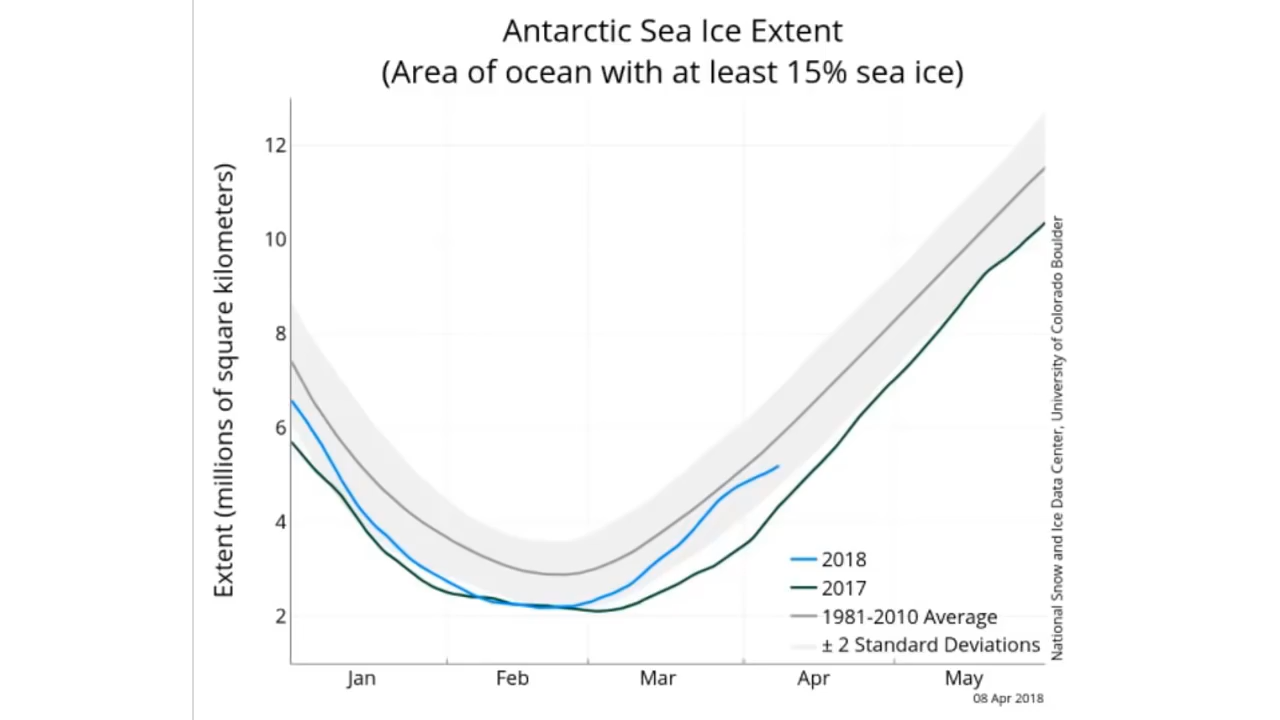 Antarctic Sea Ice Extent
(Area of ocean with at least 15% sea ice)
Extent (millions of square kilometers)
12
10
8
6
4
2
Jan Feb Mar Apr May
2018
2017
1981-2010 Average
± 2 Standard Deviations
National Snow and Ice Data Center, University of Colorado Boulder
08 Apr 2018